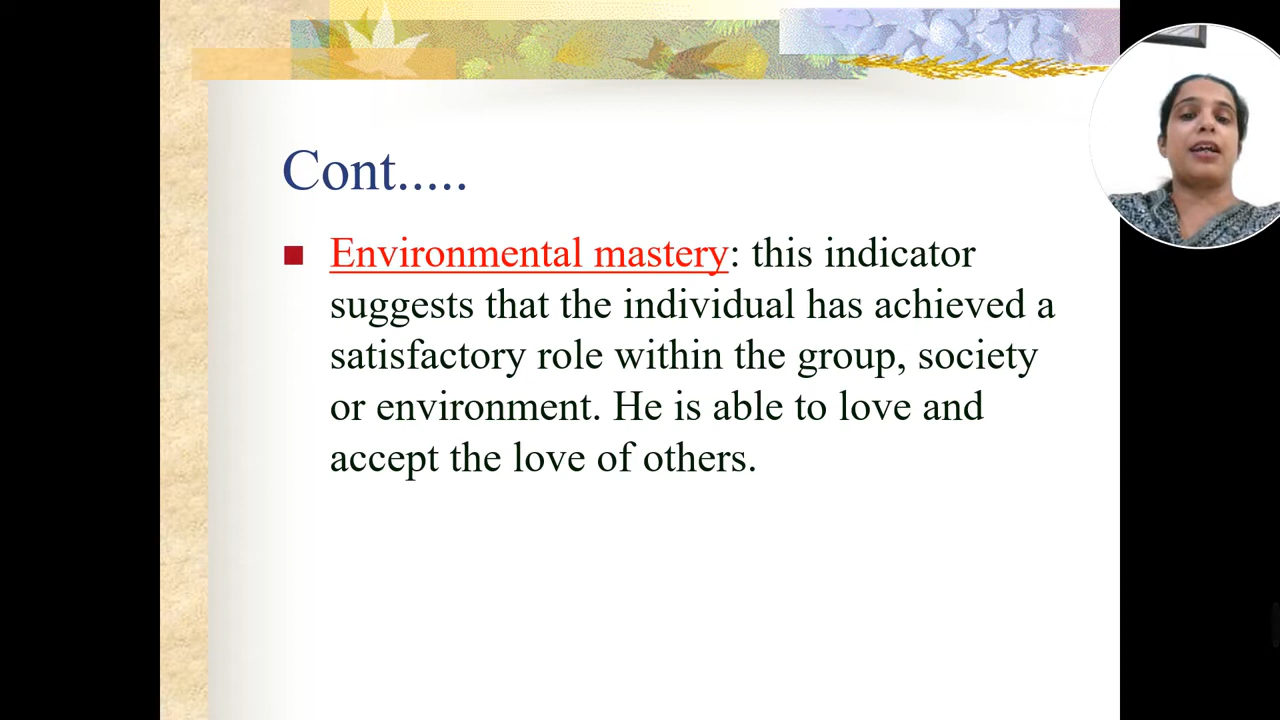 Cont.....
Environmental mastery: this indicator
suggests that the individual has achieved a
satisfactory role within the group, society
or environment. He is able to love and
accept the love of others.